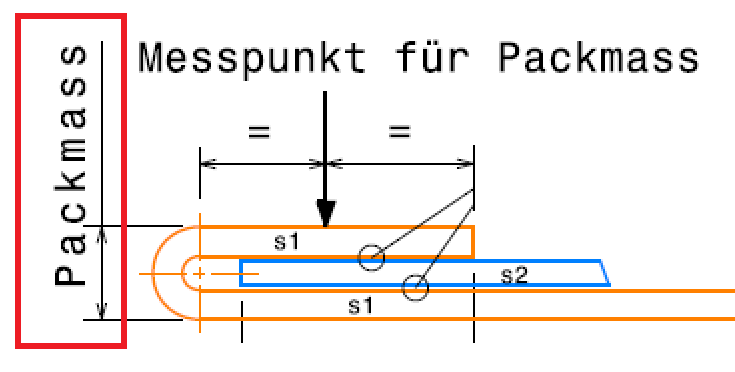 Messpunkt für Packmass
Packmass
= =
s1
s2
s1